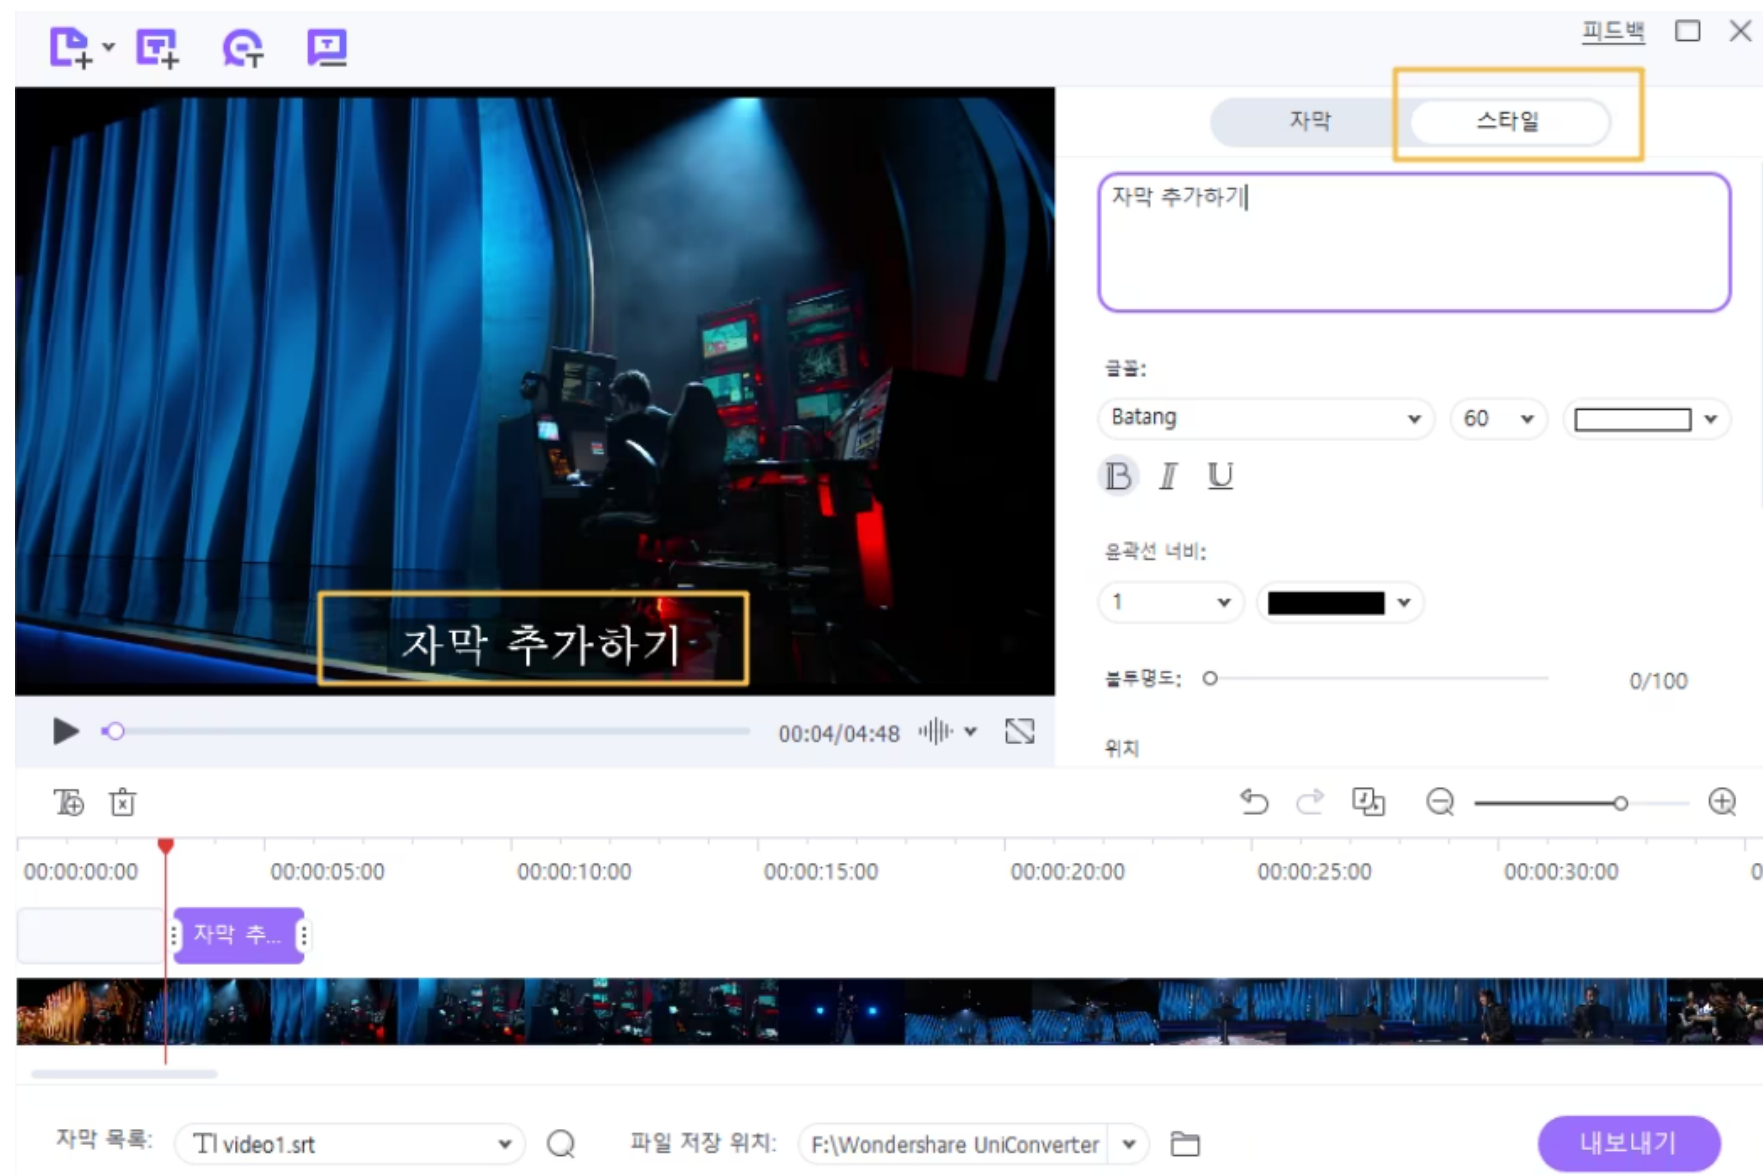 피드백
자막
스타일
자막 추가하기
글꼴:
Batang
60
B I U
윤곽선 너비:
1
불투명도:
0/100
위치
자막 추가하기
00:04/04:48
00:00:00:00
00:00:05:00
00:00:10:00
00:00:15:00
00:00:20:00
00:00:25:00
00:00:30:00
0
자막 추...
자막 목록:
video1.srt
파일 저장 위치:
F:\Wondershare UniConverter
내보내기